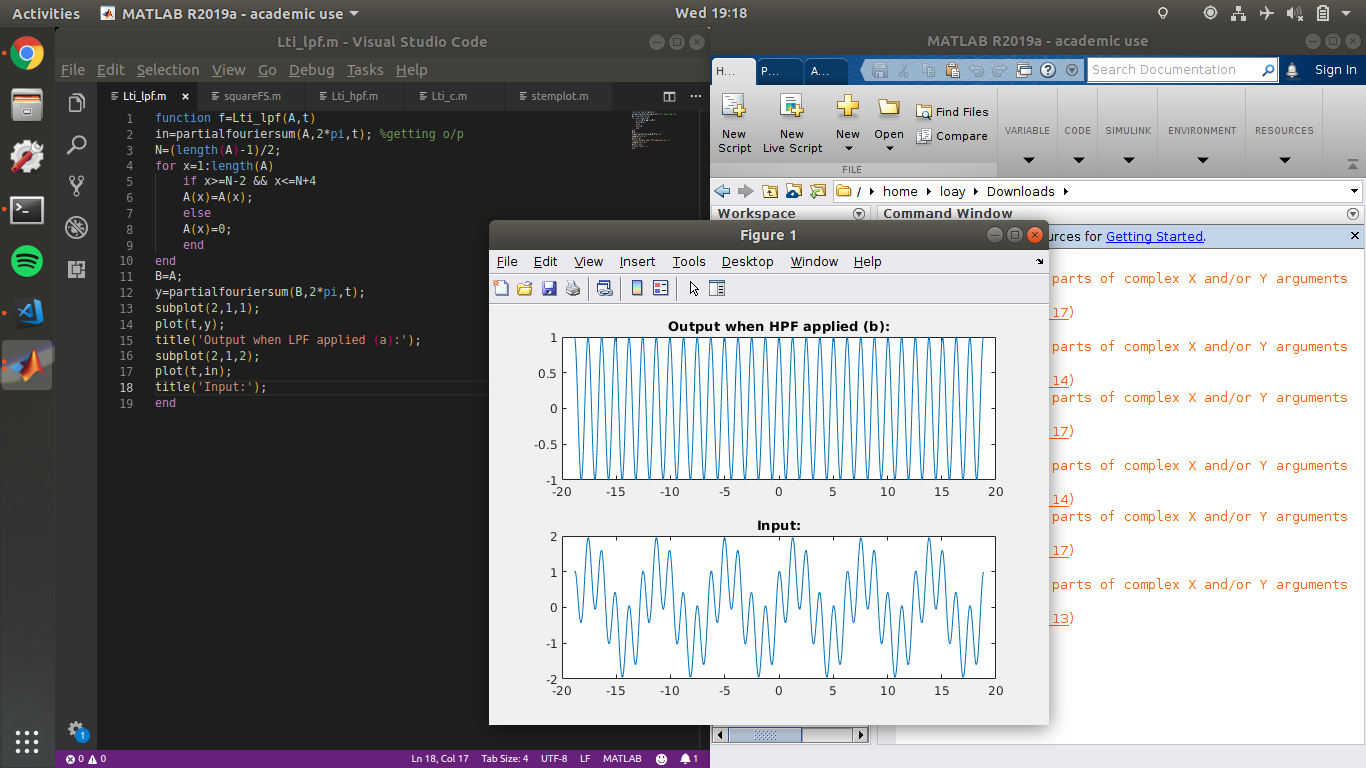 Activities MATLAB R2019a - academic use Wed 19:18
Lti_lpf.m - Visual Studio Code
File Edit Selection View Go Debug Tasks Help
Lti_lpf.m × squareFS.m Lti_hpf.m Lti_c.m stemplot.m ...
1 function f=Lti_lpf(A,t)
2 in=partialfouriersum(A,2*pi,t); %getting o/p
3 N=(length(A)-1)/2;
4 for x=1:length(A)
5 if x>=N-2 && x<=N+4
6 A(x)=A(x);
7 else
8 A(x)=0;
9 end
10 end
11 B=A;
12 y=partialfouriersum(B,2*pi,t);
13 subplot(2,1,1);
14 plot(t,y);
15 title('Output when LPF applied (a):');
16 subplot(2,1,2);
17 plot(t,in);
18 title('Input:');
19 end
1
0 0 Ln 18, Col 17 Tab Size: 4 UTF-8 LF MATLAB 1
MATLAB R2019a - academic use
H... P... A... Search Documentation Sign In
New Script
New Live Script
New
Open
Find Files
Compare
FILE
VARIABLE CODE SIMULINK ENVIRONMENT RESOURCES
/ home loay Downloads
Workspace Command Window
urces for Getting Started.
parts of complex X and/or Y arguments
17)
parts of complex X and/or Y arguments
14)
parts of complex X and/or Y arguments
17)
parts of complex X and/or Y arguments
14)
parts of complex X and/or Y arguments
17)
parts of complex X and/or Y arguments
13)
Figure 1
File Edit View Insert Tools Desktop Window Help
Output when HPF applied (b):
1
0.5
0
-0.5
-1
-20 -15 -10 -5 0 5 10 15 20
Input:
2
1
0
-1
-2
-20 -15 -10 -5 0 5 10 15 20